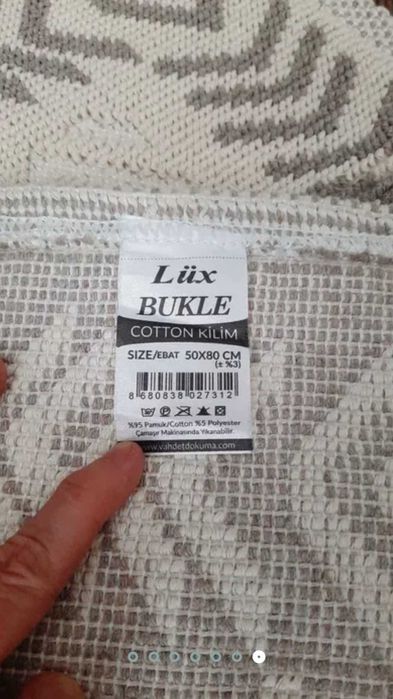 Lüx
BUKLE
COTTON KİLİM
SIZE/EBAT 50X80 CM
(± %3)
8 680838 027312
%95 Pamuk/Cotton %5 Polyester
Çamaşır Makinasında Yıkanabilir.
www.vahdetdokuma.com